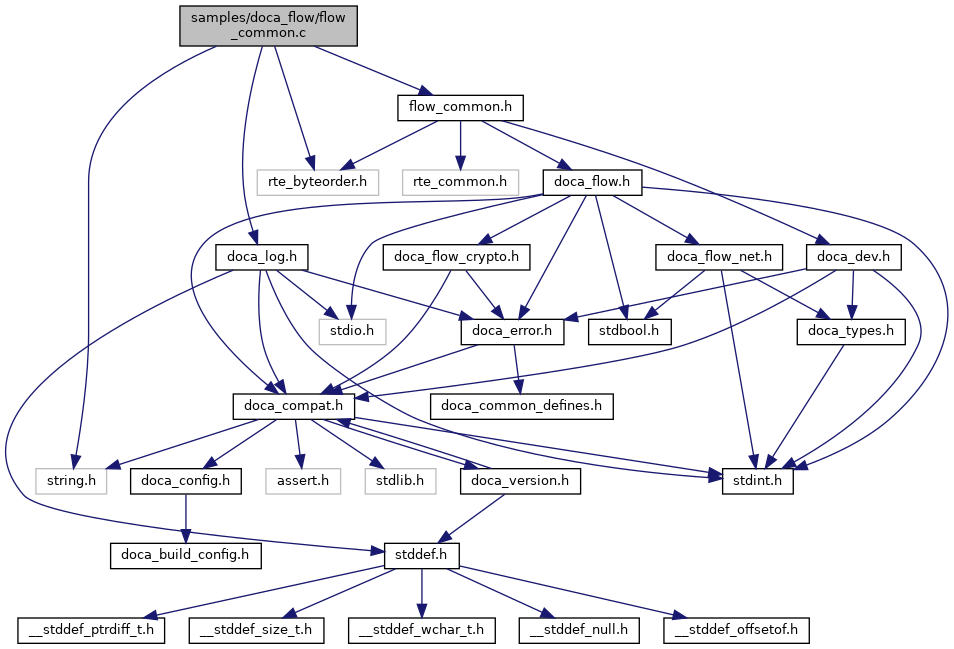 samples/doca_flow/flow
_common.c
flow_common.h
rte_byteorder.h
rte_common.h
doca_flow.h
doca_log.h
doca_flow_crypto.h
doca_flow_net.h
doca_dev.h
stdio.h
doca_error.h
stdbool.h
doca_types.h
doca_compat.h
doca_common_defines.h
string.h
doca_config.h
assert.h
stdlib.h
doca_version.h
stdint.h
doca_build_config.h
stddef.h
__stddef_ptrdiff_t.h
__stddef_size_t.h
__stddef_wchar_t.h
__stddef_null.h
__stddef_offsetof.h